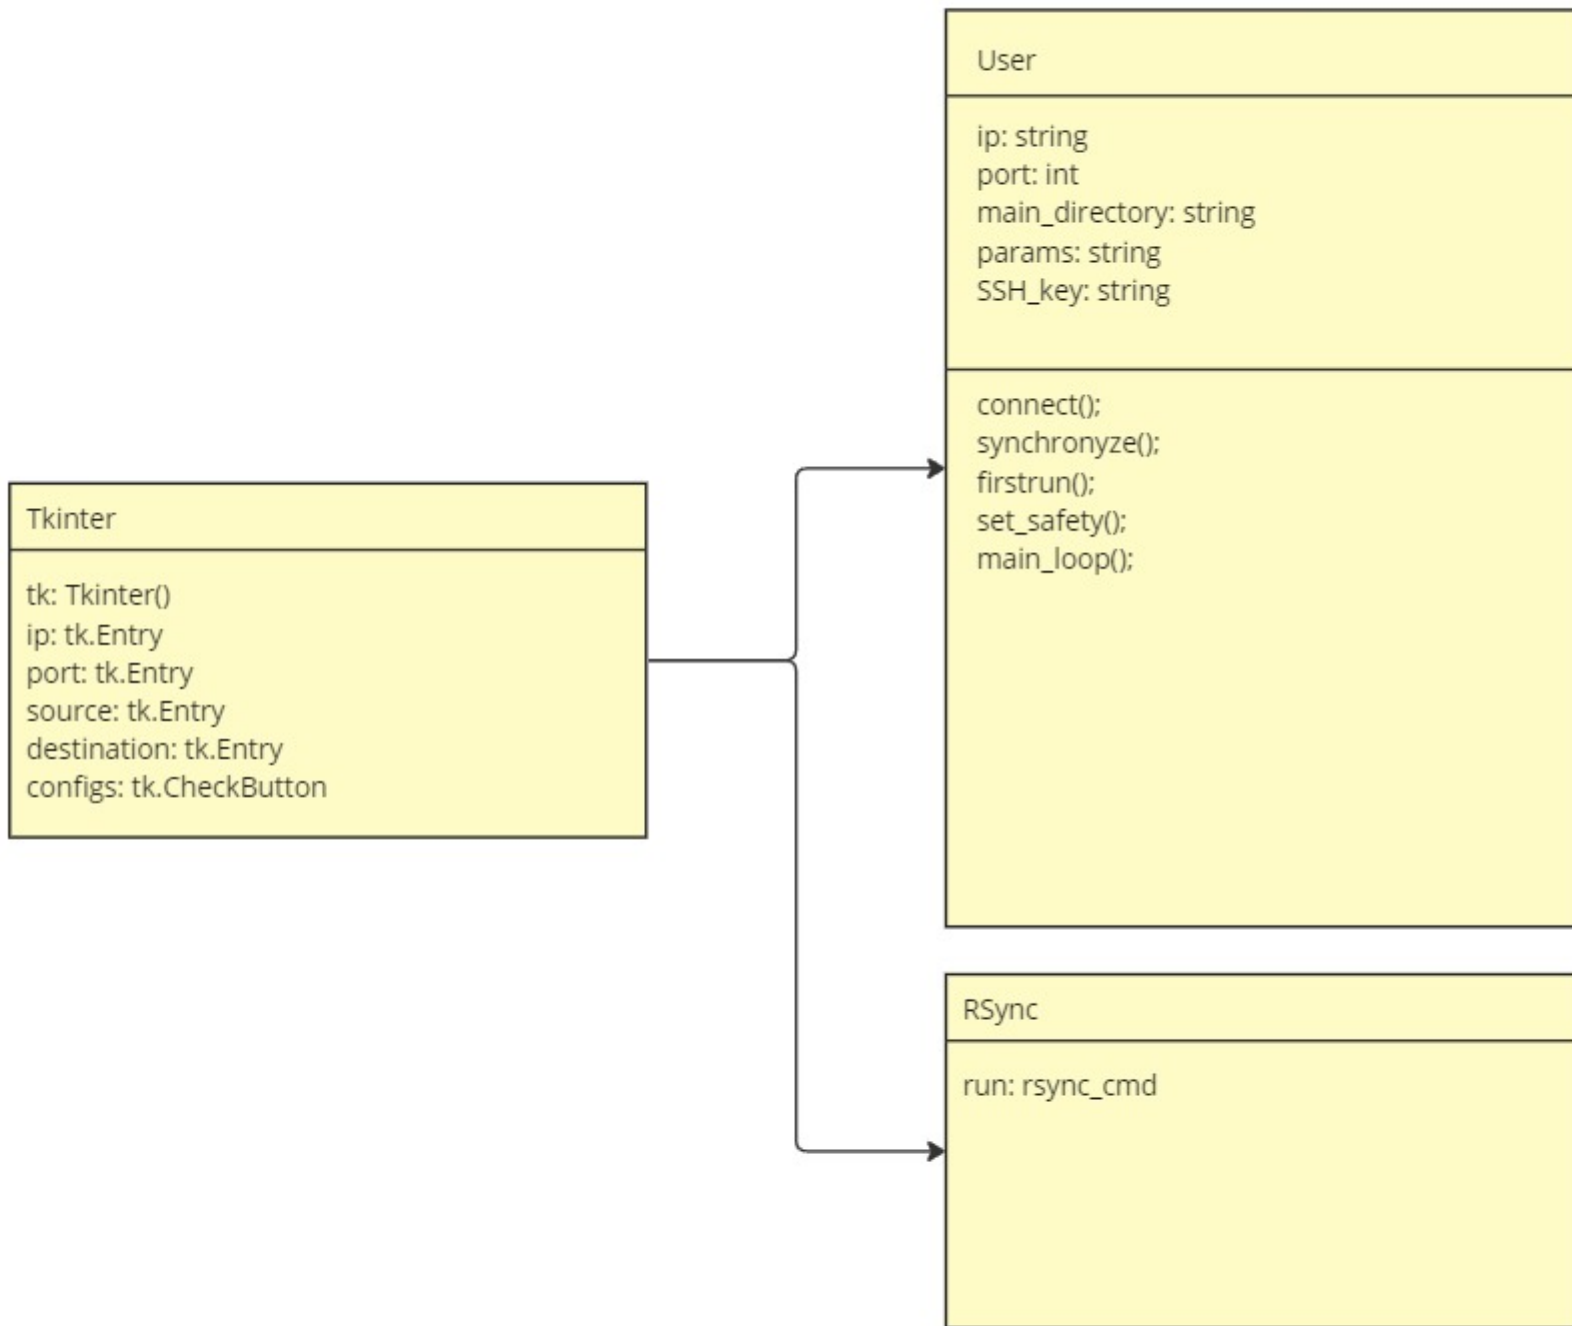 User
ip: string
port: int
main_directory: string
params: string
SSH_key: string
connect();
synchronyze();
firstrun();
set_safety();
main_loop();
Tkinter
tk: Tkinter()
ip: tk.Entry
port: tk.Entry
source: tk.Entry
destination: tk.Entry
configs: tk.CheckButton
RSync
run: rsync_cmd